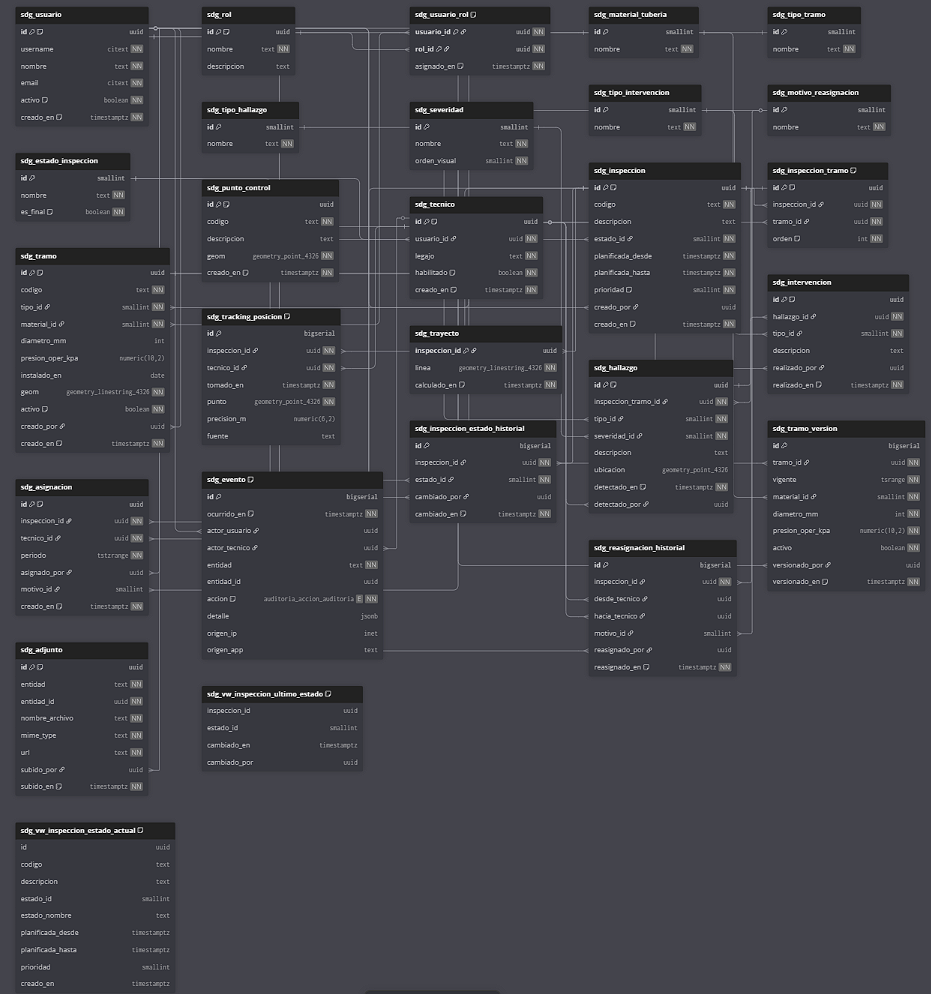 sdg_usuario
id uuid
username citext NN
nombre text NN
email citext NN
activo boolean NN
creado_en timestamptz NN
sdg_rol
id uuid
nombre text NN
descripcion text
sdg_usuario_rol
usuario_id uuid NN
rol_id uuid NN
asignado_en timestamptz NN
sdg_material_tuberia
id smallint
nombre text NN
sdg_tipo_tramo
id smallint
nombre text NN
sdg_tipo_hallazgo
id smallint
nombre text NN
sdg_severidad
id smallint
nombre text NN
orden_visual smallint NN
sdg_tipo_intervencion
id smallint
nombre text NN
sdg_motivo_reasignacion
id smallint
nombre text NN
sdg_estado_inspeccion
id smallint
nombre text NN
es_final boolean NN
sdg_punto_control
id uuid
codigo text NN
descripcion text
geom geometry_point_4326 NN
creado_en timestamptz NN
sdg_tecnico
id uuid
usuario_id uuid NN
legajo text NN
habilitado boolean NN
creado_en timestamptz NN
sdg_inspeccion
id uuid
codigo text NN
descripcion text
estado_id smallint NN
planificada_desde timestamptz NN
planificada_hasta timestamptz NN
prioridad smallint NN
creado_por uuid
creado_en timestamptz NN
sdg_inspeccion_tramo
id uuid
inspeccion_id uuid NN
tramo_id uuid NN
orden int NN
sdg_tramo
id uuid
codigo text NN
tipo_id smallint NN
material_id smallint NN
diametro_mm int
presion_oper_kpa numeric(10,2)
instalado_en date
geom geometry_linestring_4326 NN
activo boolean NN
creado_por uuid
creado_en timestamptz NN
sdg_tracking_posicion
id bigserial
inspeccion_id uuid NN
tecnico_id uuid NN
tomado_en timestamptz NN
punto geometry_point_4326 NN
precision_m numeric(6,2)
fuente text
sdg_trayecto
inspeccion_id uuid
linea geometry_linestring_4326 NN
calculado_en timestamptz NN
sdg_intervencion
id uuid
hallazgo_id uuid NN
tipo_id smallint NN
descripcion text
realizado_por uuid
realizado_en timestamptz NN
sdg_hallazgo
id uuid
inspeccion_tramo_id uuid NN
tipo_id smallint NN
severidad_id smallint NN
descripcion text
ubicacion geometry_point_4326
detectado_en timestamptz NN
detectado_por uuid
sdg_inspeccion_estado_historial
id bigserial
inspeccion_id uuid NN
estado_id smallint NN
cambiado_por uuid
cambiado_en timestamptz NN
sdg_tramo_version
id bigserial
tramo_id uuid NN
vigente tsrange NN
material_id smallint NN
diametro_mm int NN
presion_oper_kpa numeric(10,2) NN
activo boolean NN
versionado_por uuid
versionado_en timestamptz NN
sdg_asignacion
id uuid
inspeccion_id uuid NN
tecnico_id uuid NN
periodo tstzrange NN
asignado_por uuid
motivo_id smallint
creado_en timestamptz NN
sdg_evento
id bigserial
ocurrido_en timestamptz NN
actor_usuario uuid
actor_tecnico uuid
entidad text NN
entidad_id uuid
accion auditoria_accion_auditoria E NN
detalle jsonb
origen_ip inet
origen_app text
sdg_reasignacion_historial
id bigserial
inspeccion_id uuid NN
desde_tecnico uuid
hacia_tecnico uuid
motivo_id smallint
reasignado_por uuid
reasignado_en timestamptz NN
sdg_adjunto
id uuid
entidad text NN
entidad_id uuid NN
nombre_archivo text NN
mime_type text NN
url text NN
subido_por uuid
subido_en timestamptz NN
sdg_vw_inspeccion_ultimo_estado
inspeccion_id uuid
estado_id smallint
cambiado_en timestamptz
cambiado_por uuid
sdg_vw_inspeccion_estado_actual
id uuid
codigo text
descripcion text
estado_id smallint
estado_nombre text
planificada_desde timestamptz
planificada_hasta timestamptz
prioridad smallint
creado_en timestamptz